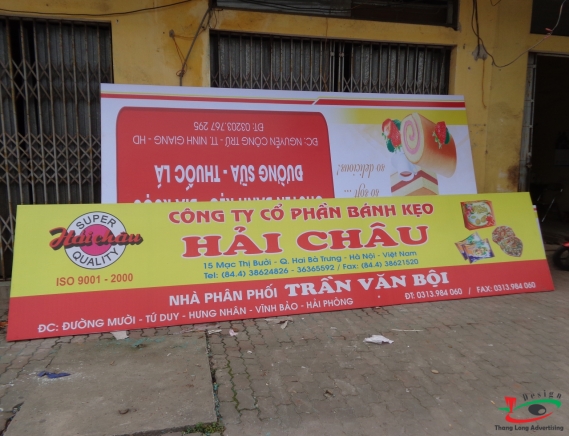 ĐT: 03203.767 295
ĐC: NGUYỄN CÔNG TRỨ - TT. NINH GIANG - HD
ĐƯỜNG SỮA - THUỐC LÁ
so soft ...
so delicious!
SUPER
Hải Châu
QUALITY
ISO 9001 - 2000
CÔNG TY CỔ PHẦN BÁNH KẸO
HẢI CHÂU
15 Mạc Thị Bưởi - Q. Hai Bà Trưng - Hà Nội - Việt Nam
Tel: (84.4) 38624826 - 36365592 / Fax: (84.4) 38621520
NHÀ PHÂN PHỐI TRẦN VĂN BỘI
ĐC: ĐƯỜNG MƯỜI - TỨ DUY - HƯNG NHÂN - VĨNH BẢO - HẢI PHÒNG
ĐT: 0313.984 060 / FAX: 0313.984 060
Design
Thang Long Advertising